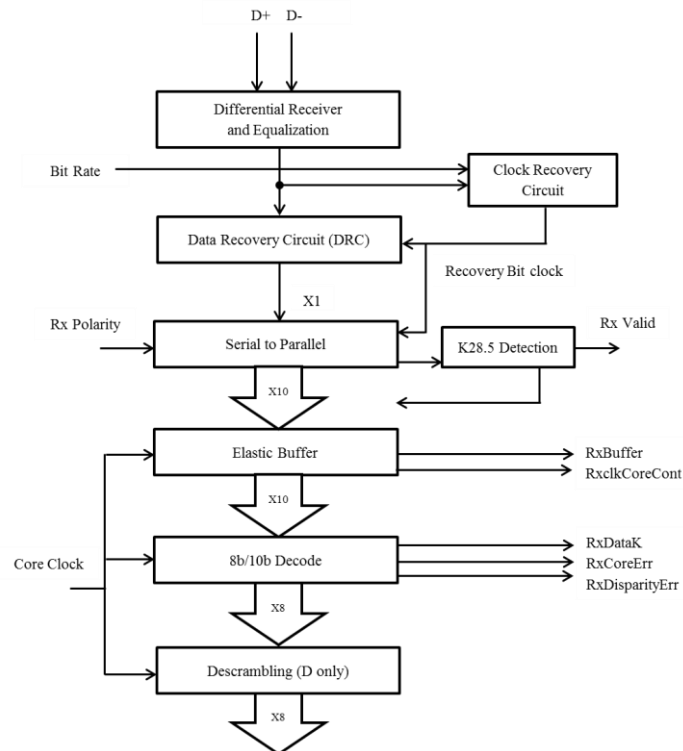 D+ D-
Differential Receiver
and Equalization
Bit Rate
Clock Recovery
Circuit
Data Recovery Circuit (DRC)
Recovery Bit clock
X1
Rx Polarity
Rx Valid
Serial to Parallel
K28.5 Detection
X10
Elastic Buffer
RxBuffer
RxclkCoreCont
X10
Core Clock
8b/10b Decode
RxDataK
RxCoreErr
RxDisparityErr
X8
Descrambling (D only)
X8